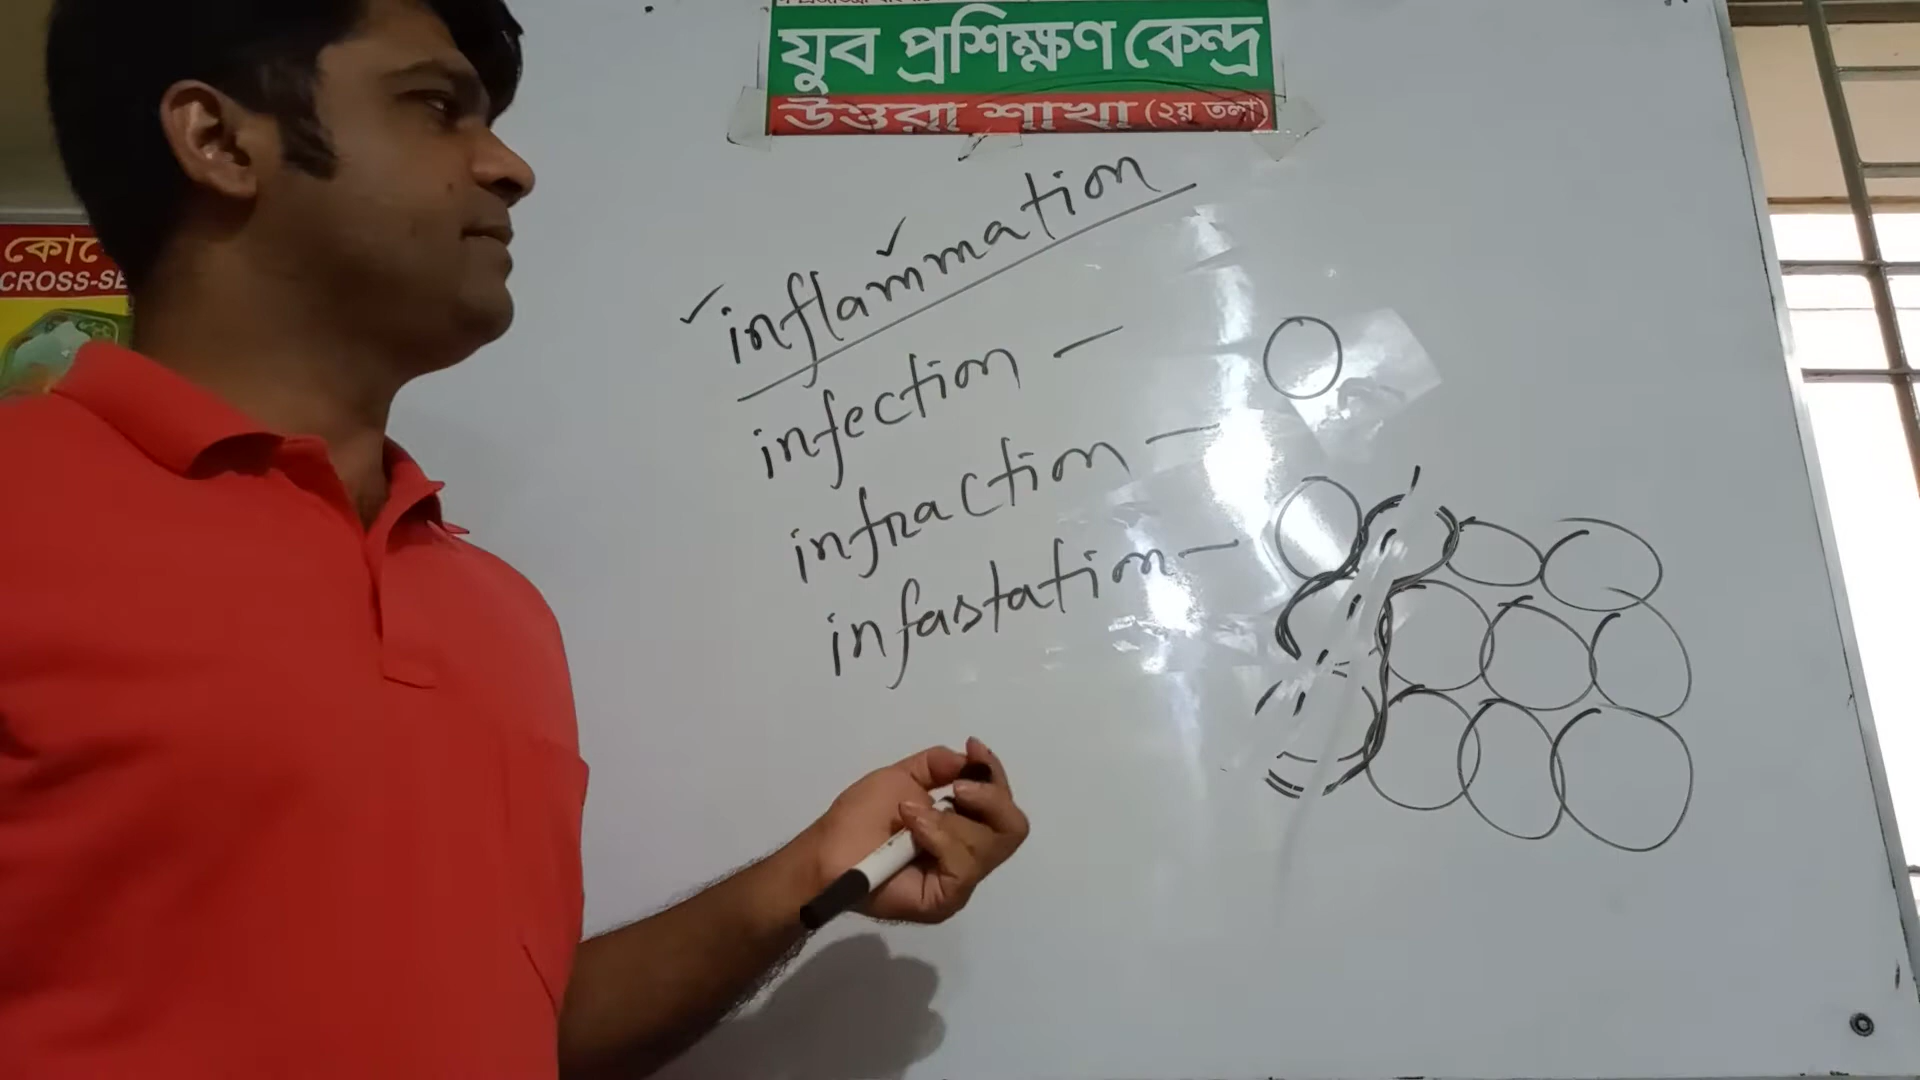 যুব প্রশিক্ষণ কেন্দ্র
উত্তরা শাখা (২য় তলা)
inflammation
infection —
infraction —
infastation —
কোষে
CROSS-SE